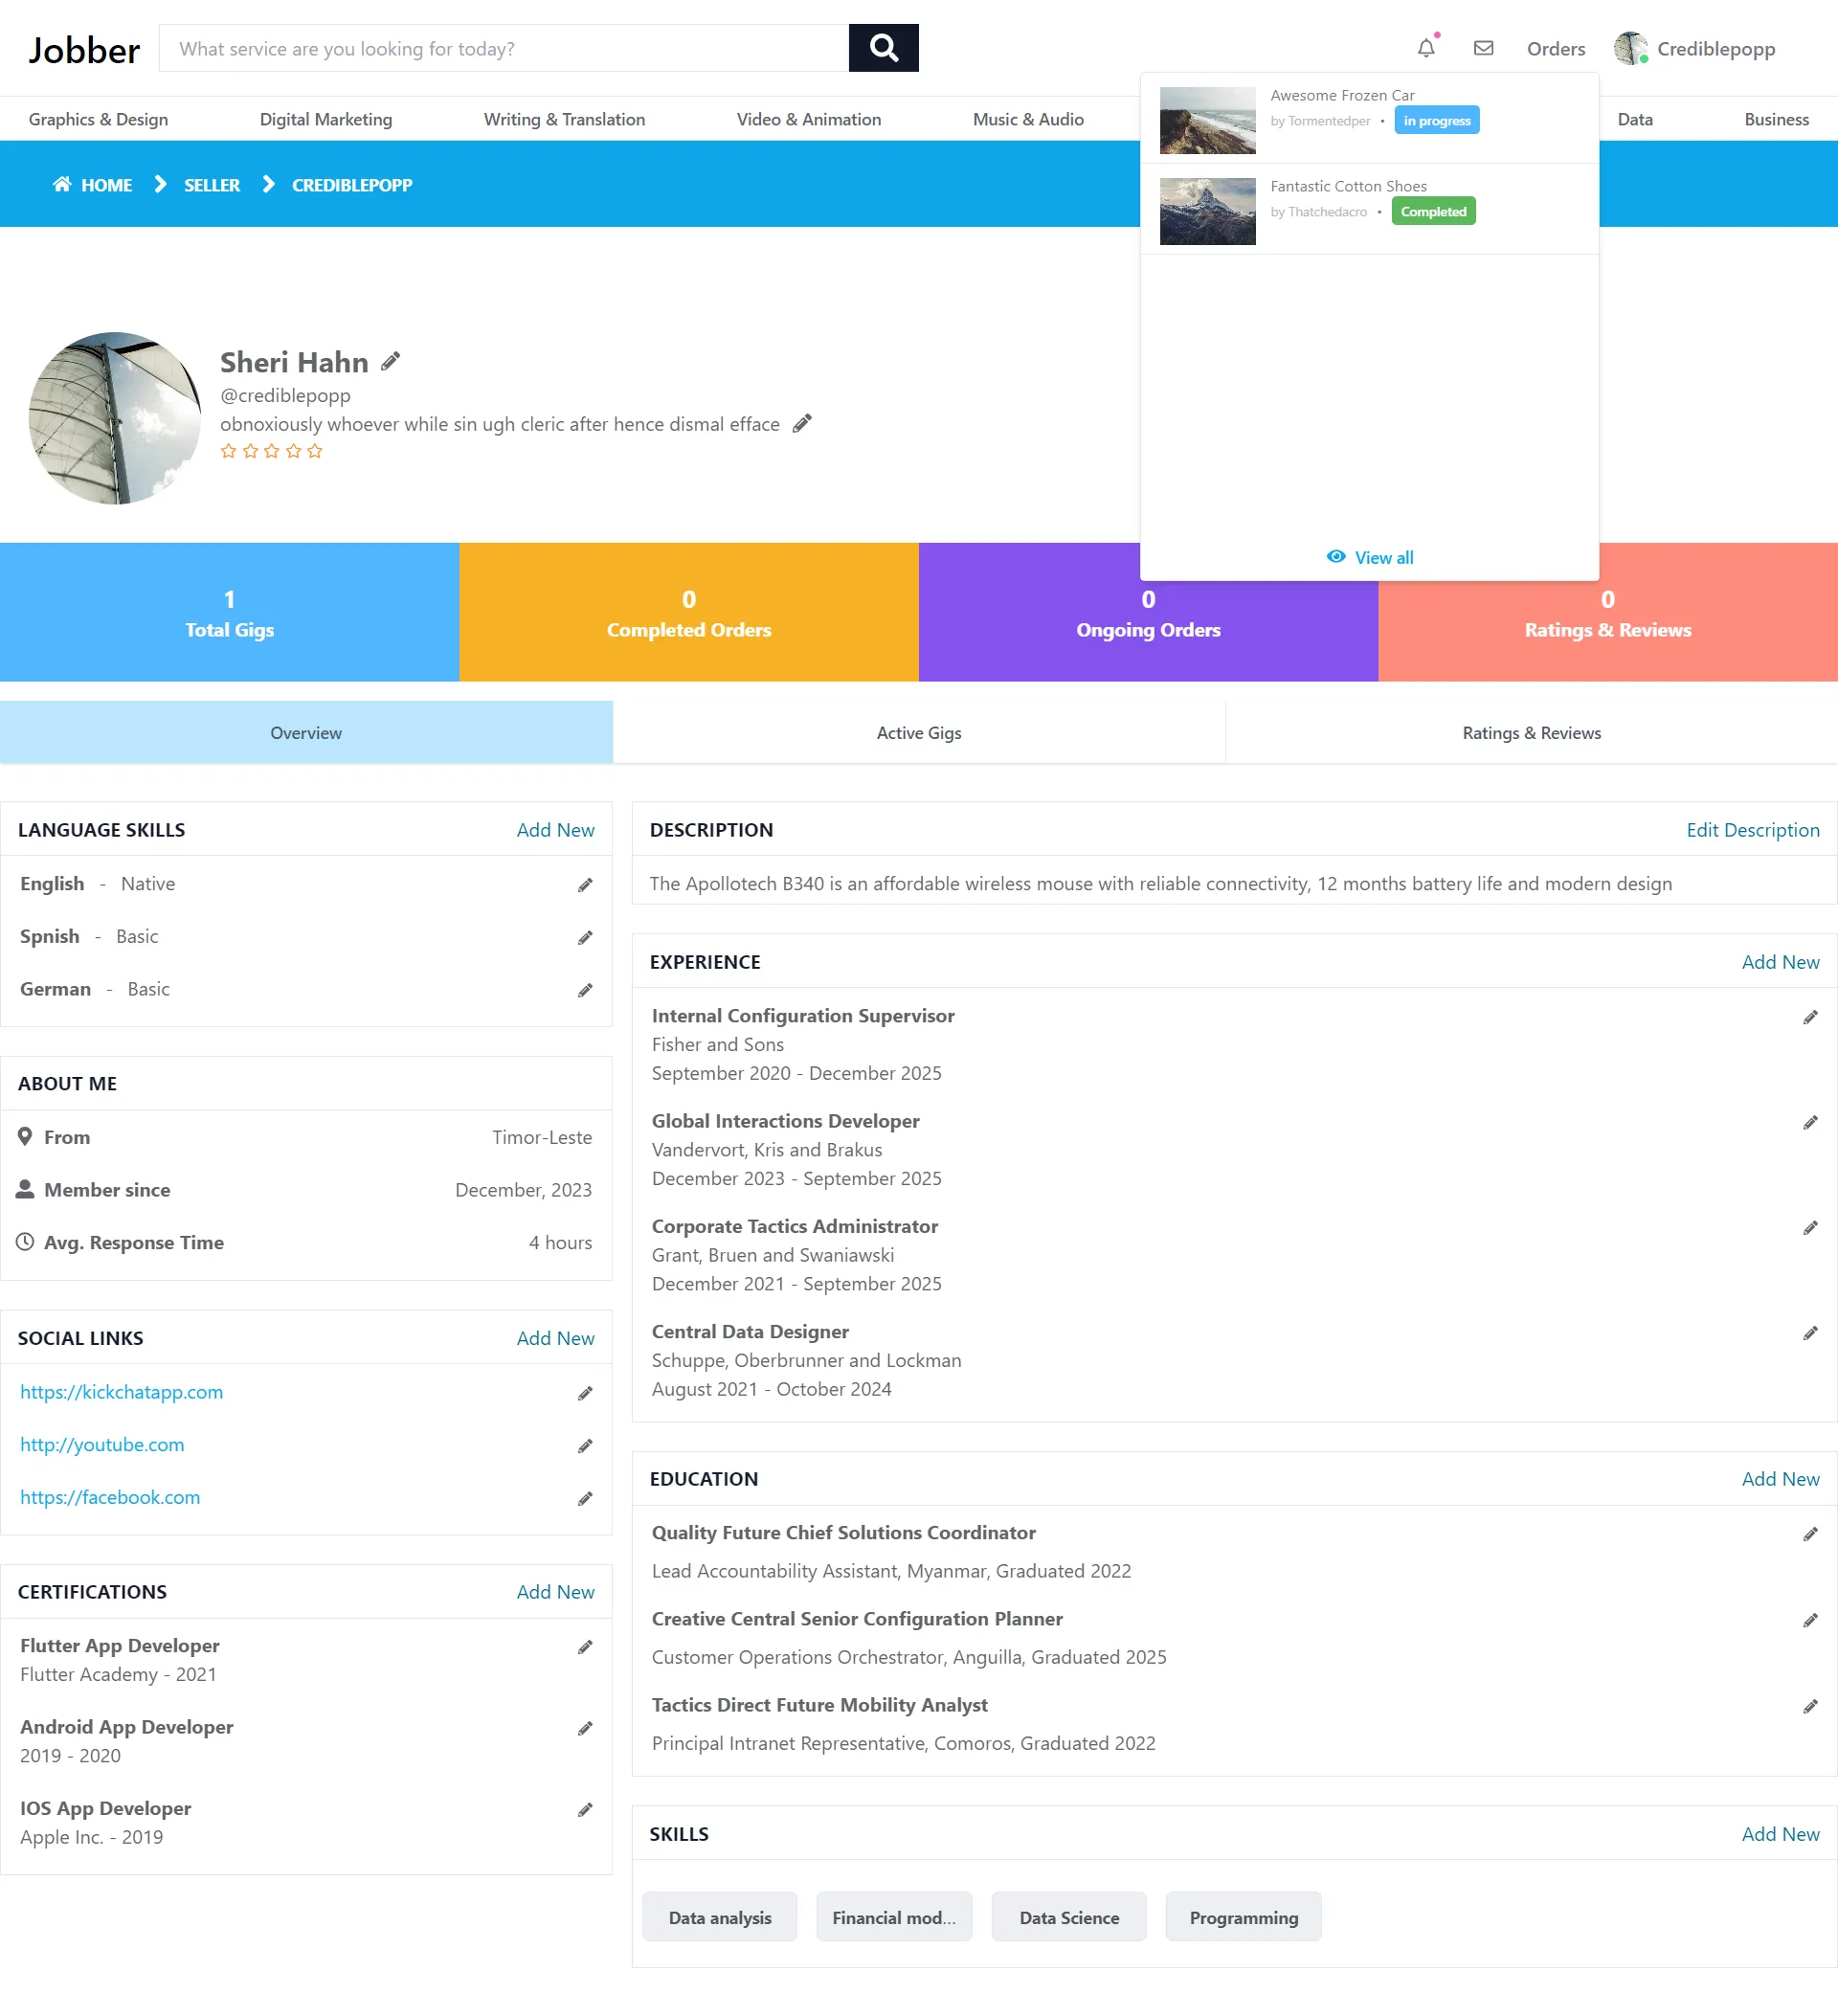 Jobber
What service are you looking for today?
Orders
Crediblepopp
Graphics & Design
Digital Marketing
Writing & Translation
Video & Animation
Music & Audio
Data
Business
Awesome Frozen Car
by Tormentedper • in progress
Fantastic Cotton Shoes
by Thatchedacro • Completed
View all
HOME
SELLER
CREDIBLEPOPP
Sheri Hahn
@crediblepopp
obnoxiously whoever while sin ugh cleric after hence dismal efface
1
Total Gigs
0
Completed Orders
0
Ongoing Orders
0
Ratings & Reviews
Overview
Active Gigs
Ratings & Reviews
LANGUAGE SKILLS
Add New
English - Native
Spnish - Basic
German - Basic
ABOUT ME
From Timor-Leste
Member since December, 2023
Avg. Response Time 4 hours
SOCIAL LINKS
Add New
https://kickchatapp.com
http://youtube.com
https://facebook.com
CERTIFICATIONS
Add New
Flutter App Developer
Flutter Academy - 2021
Android App Developer
2019 - 2020
IOS App Developer
Apple Inc. - 2019
DESCRIPTION
Edit Description
The Apollotech B340 is an affordable wireless mouse with reliable connectivity, 12 months battery life and modern design
EXPERIENCE
Add New
Internal Configuration Supervisor
Fisher and Sons
September 2020 - December 2025
Global Interactions Developer
Vandervort, Kris and Brakus
December 2023 - September 2025
Corporate Tactics Administrator
Grant, Bruen and Swaniawski
December 2021 - September 2025
Central Data Designer
Schuppe, Oberbrunner and Lockman
August 2021 - October 2024
EDUCATION
Add New
Quality Future Chief Solutions Coordinator
Lead Accountability Assistant, Myanmar, Graduated 2022
Creative Central Senior Configuration Planner
Customer Operations Orchestrator, Anguilla, Graduated 2025
Tactics Direct Future Mobility Analyst
Principal Intranet Representative, Comoros, Graduated 2022
SKILLS
Add New
Data analysis
Financial mod...
Data Science
Programming